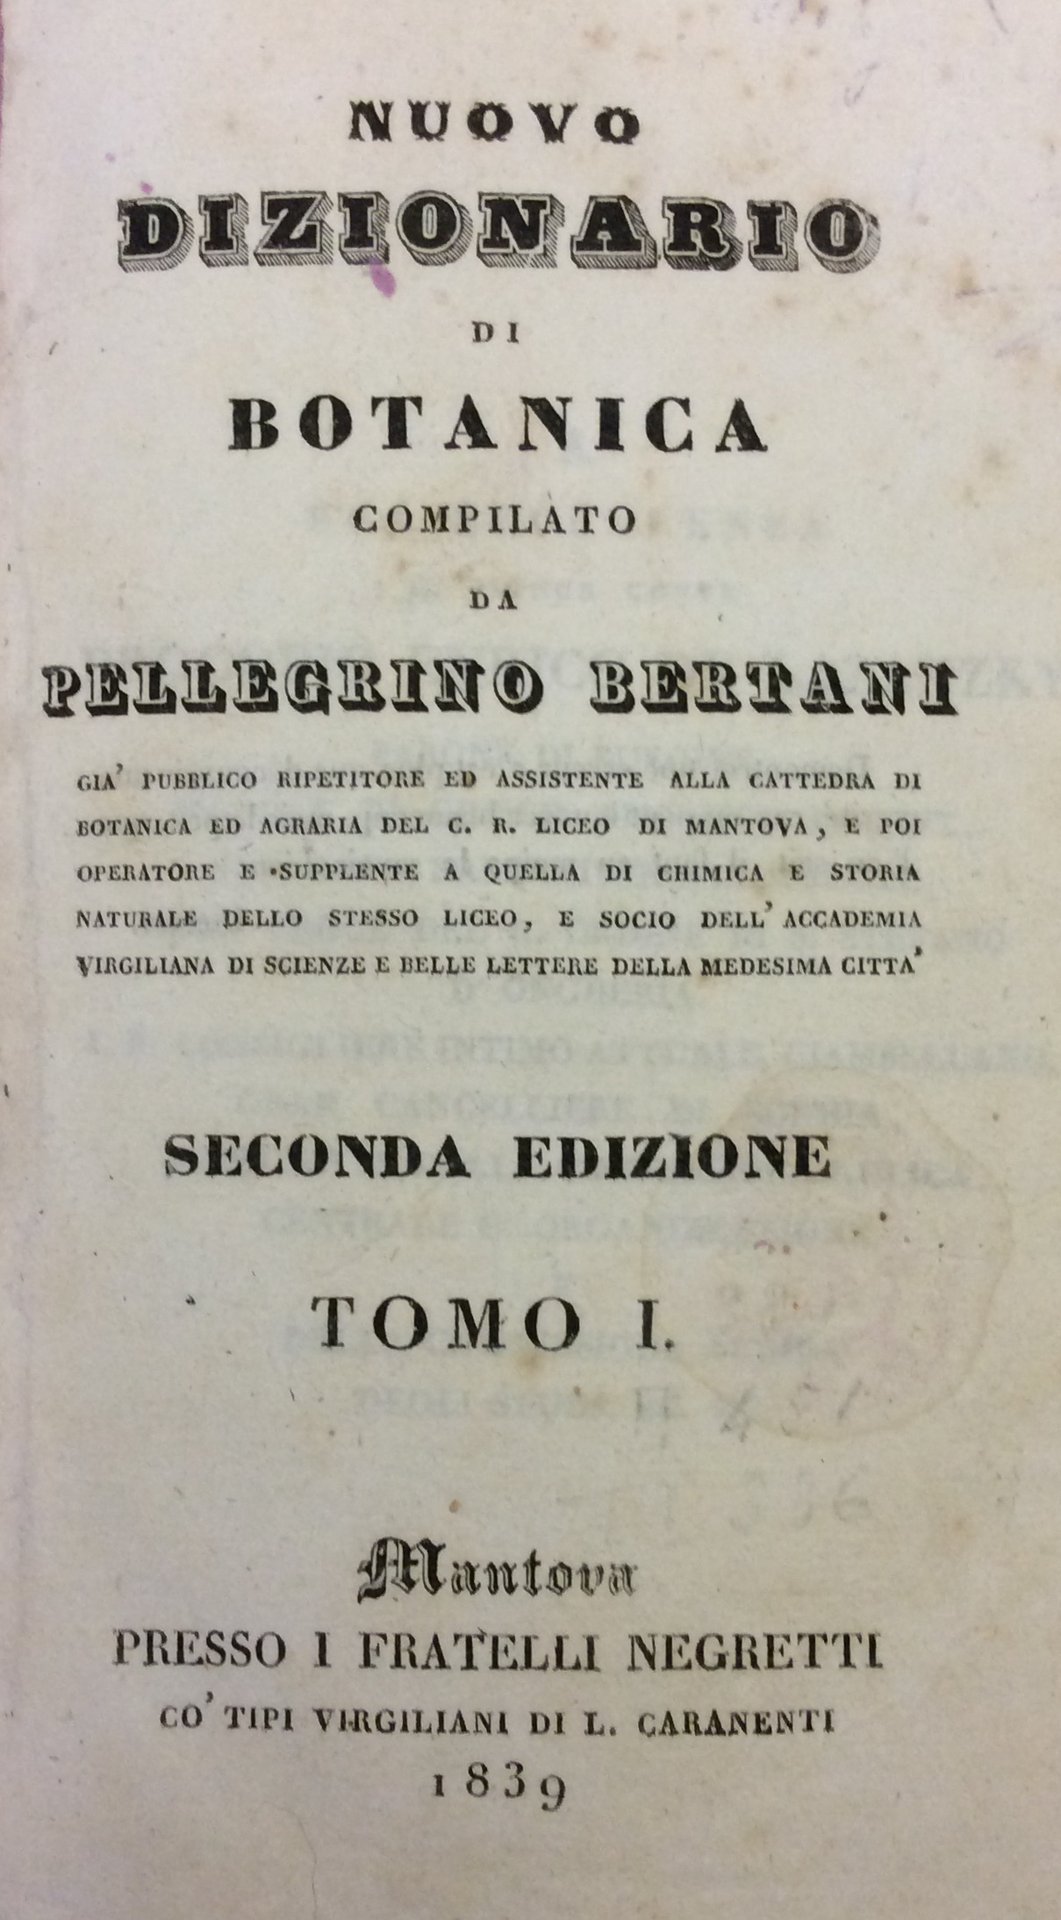 NUOVO
DIZIONARIO
DI
BOTANICA
COMPILATO
DA
PELLEGRINO BERTANI
GIA' PUBBLICO RIPETITORE ED ASSISTENTE ALLA CATTEDRA DI
BOTANICA ED AGRARIA DEL C. R. LICEO DI MANTOVA, E POI
OPERATORE E SUPPLENTE A QUELLA DI CHIMICA E STORIA
NATURALE DELLO STESSO LICEO, E SOCIO DELL' ACCADEMIA
VIRGILIANA DI SCIENZE E BELLE LETTERE DELLA MEDESIMA CITTA'
SECONDA EDIZIONE
TOMO I.
Mantova
PRESSO I FRATELLI NEGRETTI
CO' TIPI VIRGILIANI DI L. CARANENTI
1839